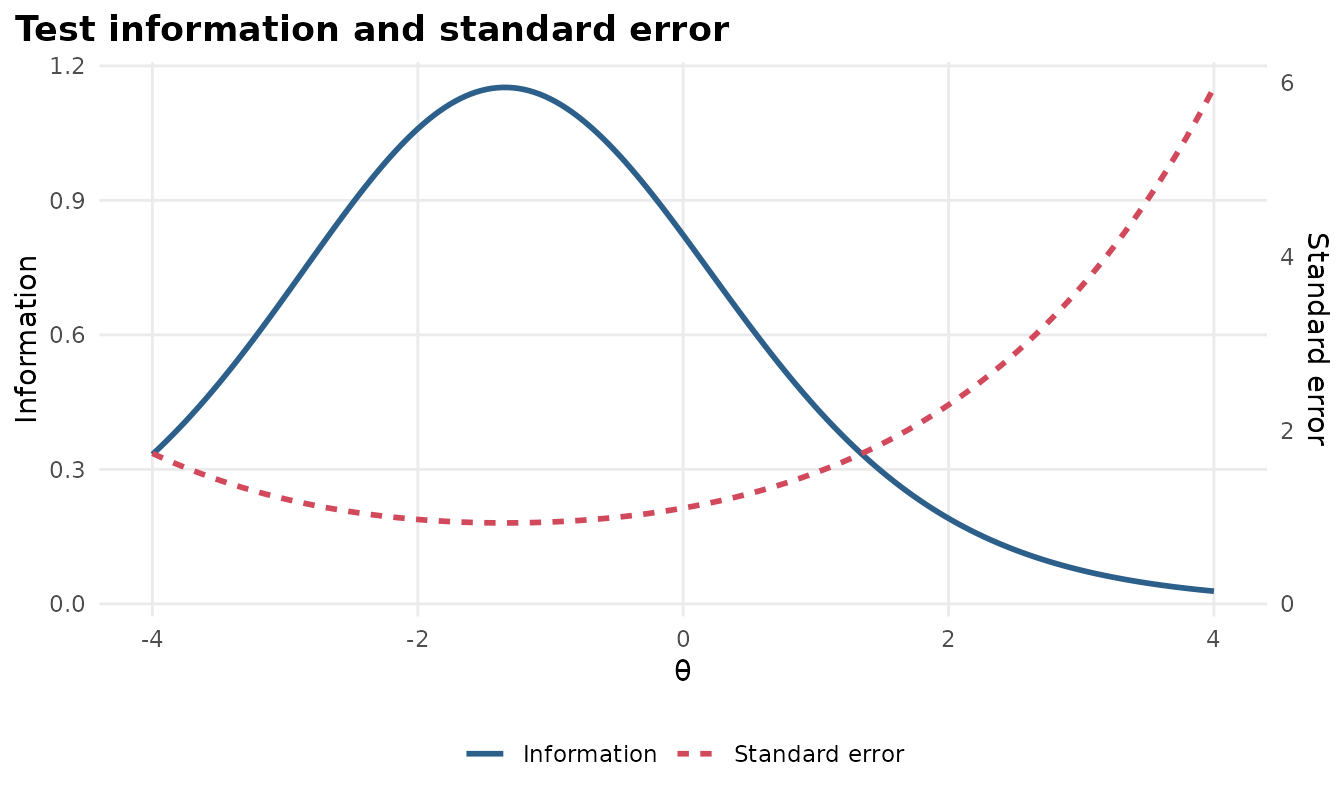 Test information and standard error
1.2
0.9
0.6
0.3
0.0
Information
6
4
2
0
Standard error
-4 -2 0 2 4
θ
Information Standard error